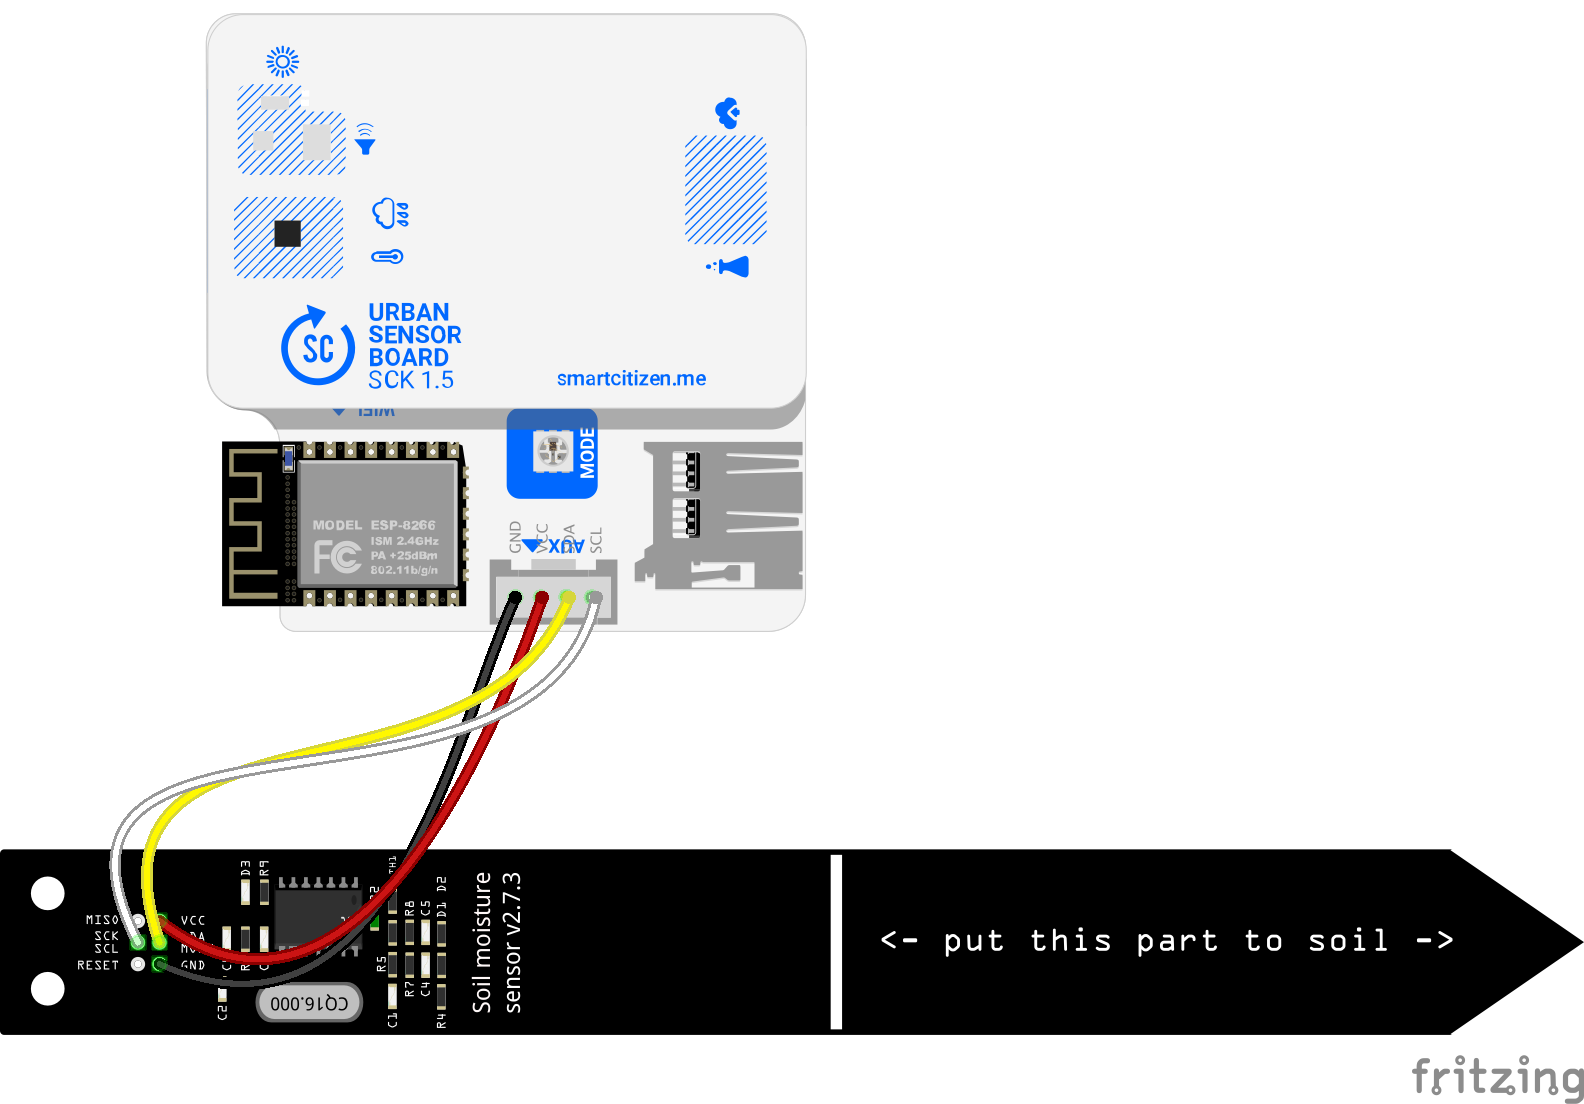 URBAN
SENSOR
BOARD
SC
SCK 1.5
smartcitizen.me
WIFI
MODE
MODEL ESP-8266
ISM 2.4GHz
PA +25dBm
802.11b/g/n
FC
GND
VCC
SDA
SCL
AUX
D3
R9
TH1
MISO
VCC
SCK
SCL
RESET
GND
R8
C5
D1
D2
R5
R7
C4
C2
C1
R4
CQ16.000
Soil moisture
sensor v2.7.3
<- put this part to soil ->
fritzing